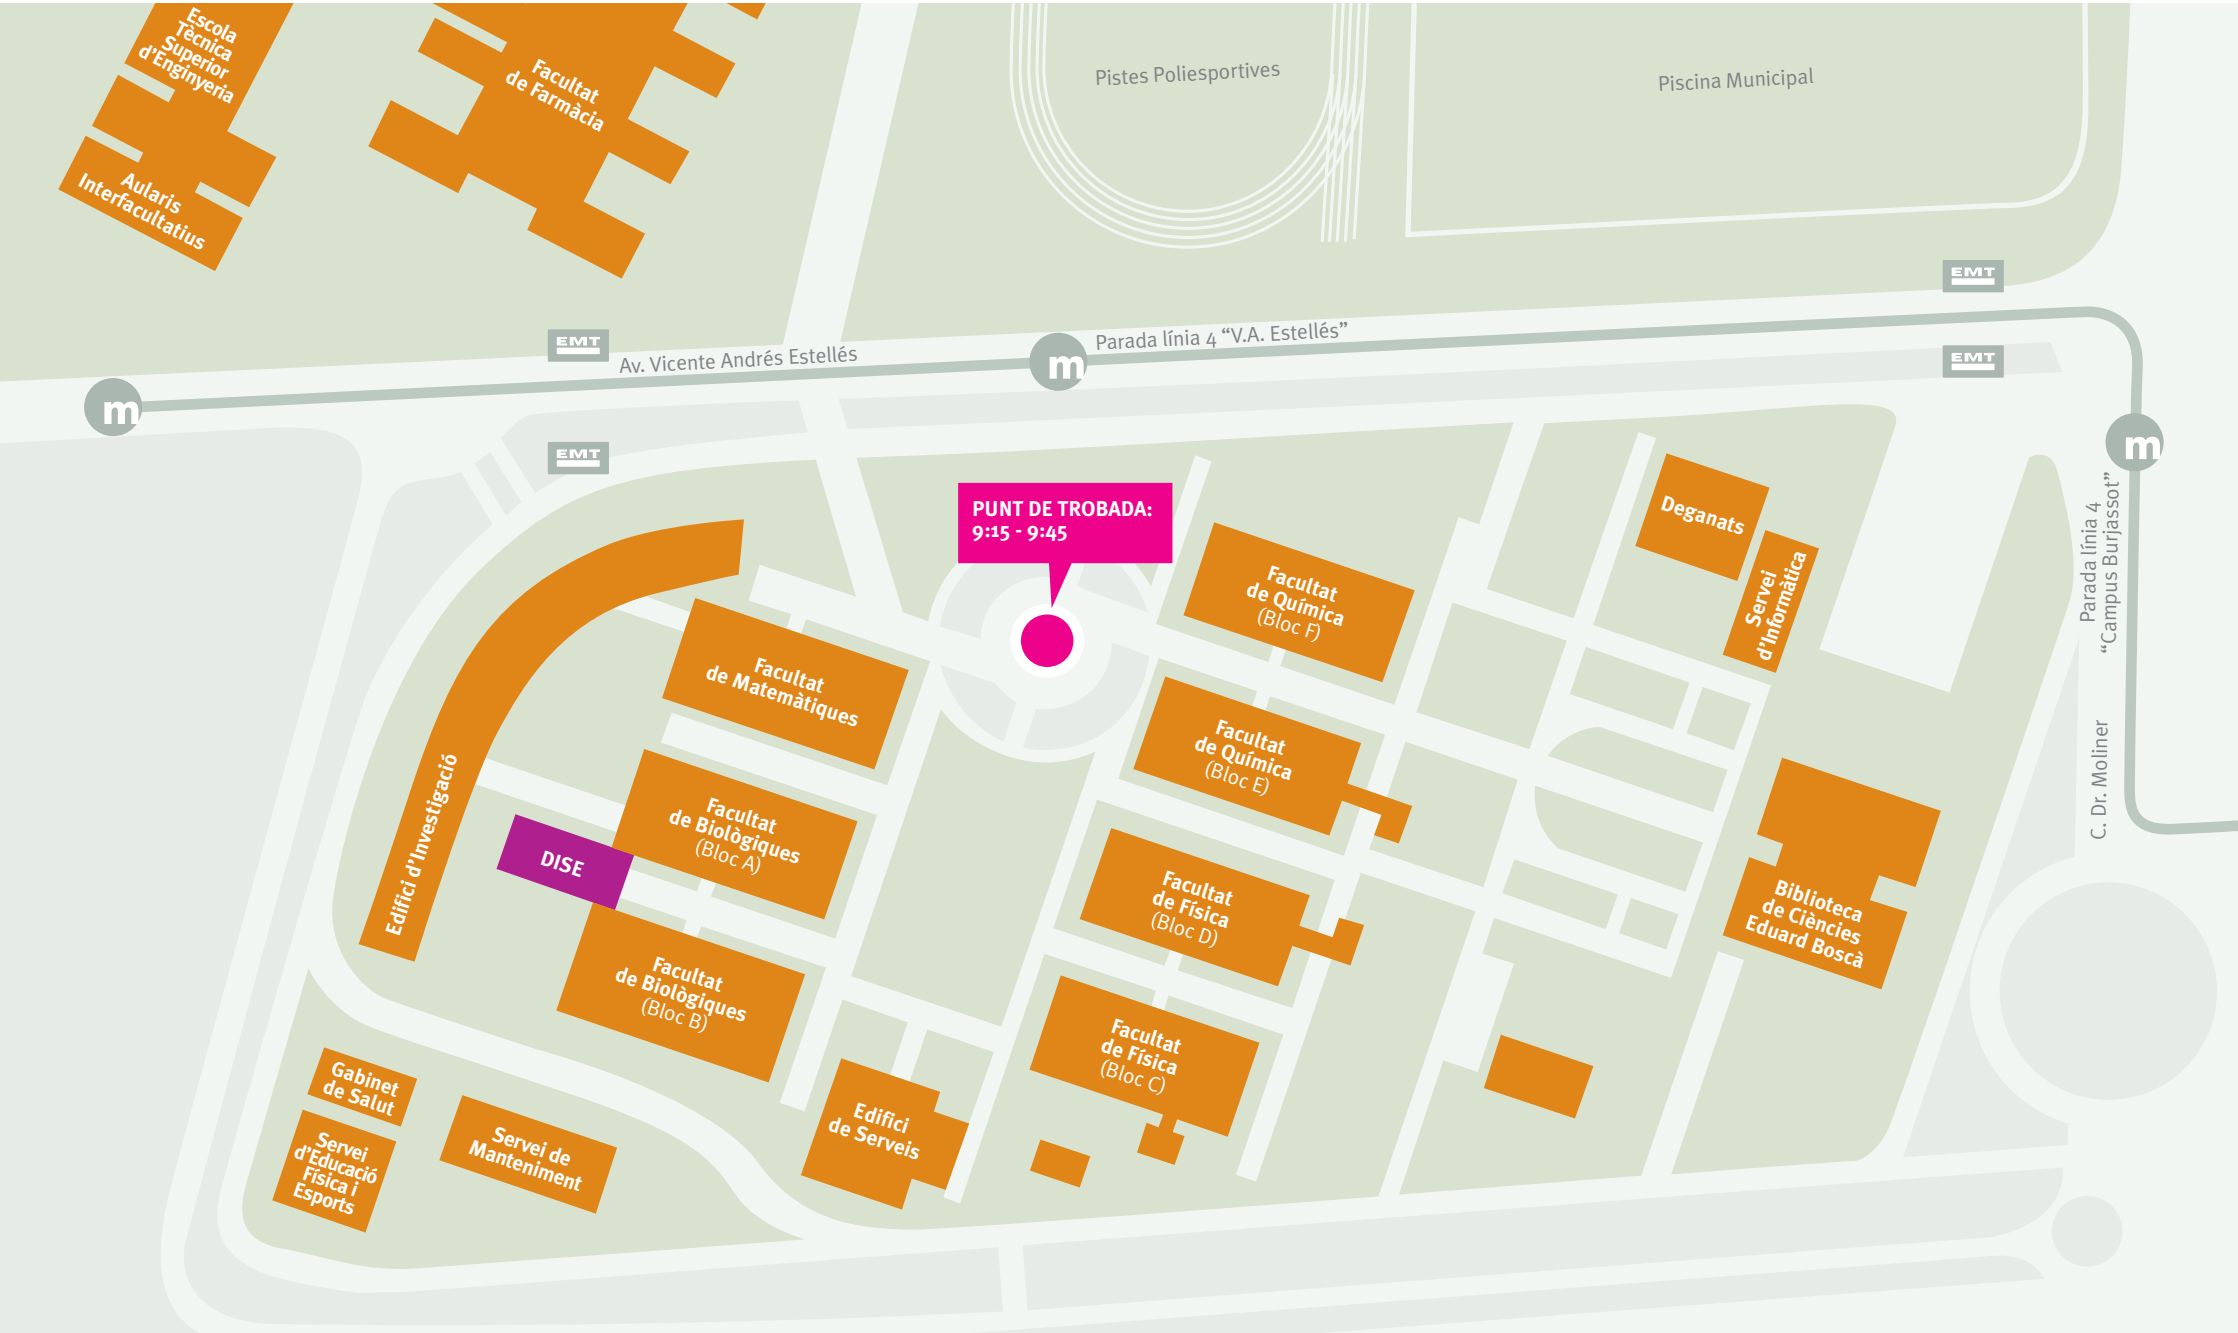 Escola
Tècnica
Superior
d'Enginyeria
Aularis
Interfacultatius
Facultat
de Farmàcia
Pistes Poliesportives
Piscina Municipal
EMT
EMT
Av. Vicente Andrés Estellés
m
Parada línia 4 “V.A. Estellés”
m
EMT
m
EMT
Parada línia 4
“Campus Burjassot”
C. Dr. Moliner
PUNT DE TROBADA:
9:15 - 9:45
Deganats
Servei
d'Informàtica
Facultat
de Química
(Bloc F)
Facultat
de Matemàtiques
Facultat
de Química
(Bloc E)
Edifici d'Investigació
Facultat
de Biològiques
(Bloc A)
DISE
Facultat
de Física
(Bloc D)
Biblioteca
de Ciències
Eduard Boscà
Facultat
de Biològiques
(Bloc B)
Facultat
de Física
(Bloc C)
Gabinet
de Salut
Edifici
de Serveis
Servei de
Manteniment
Servei
d'Educació
Física i
Esports